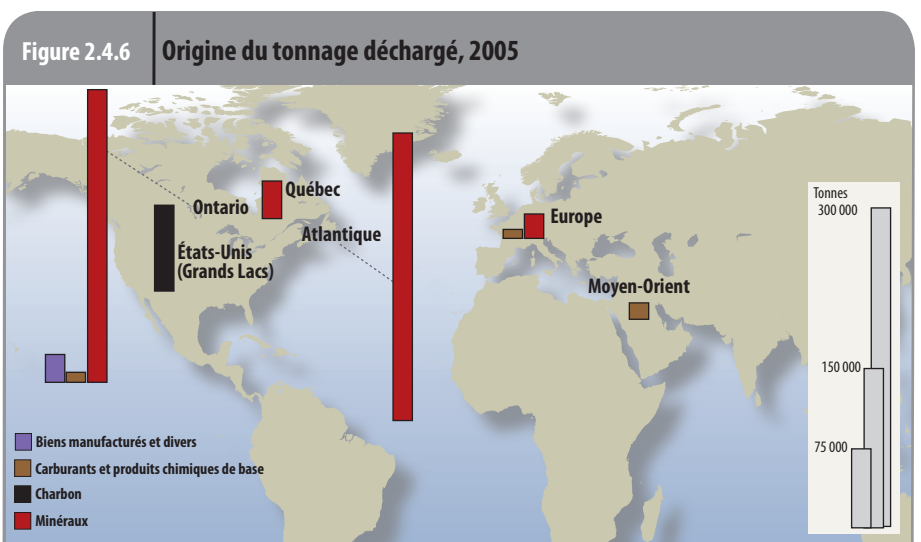 Figure 2.4.6
Origine du tonnage déchargé, 2005
Québec
Ontario
Atlantique
Europe
États-Unis
(Grands Lacs)
Moyen-Orient
Tonnes
300 000
150 000
75 000
Biens manufacturés et divers
Carburants et produits chimiques de base
Charbon
Minéraux